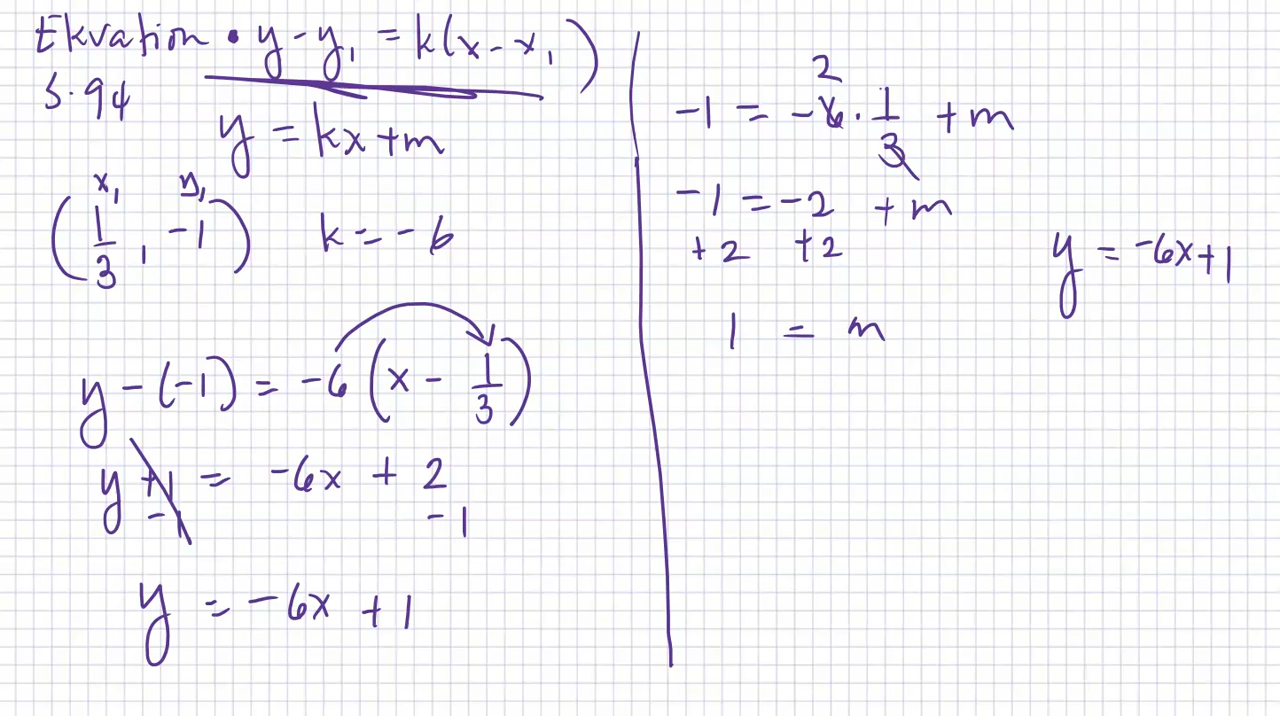 Ekvation • y - y₁ = k(x - x₁)
s. 94
y = kx + m
x₁ y₁
(1/3, -1) k = -6
y - (-1) = -6(x - 1/3)
y + 1 = -6x + 2
-1 -1
y = -6x + 1
2
-1 = -6 · 1/3 + m
-1 = -2 + m
+2 +2
1 = m
y = -6x + 1